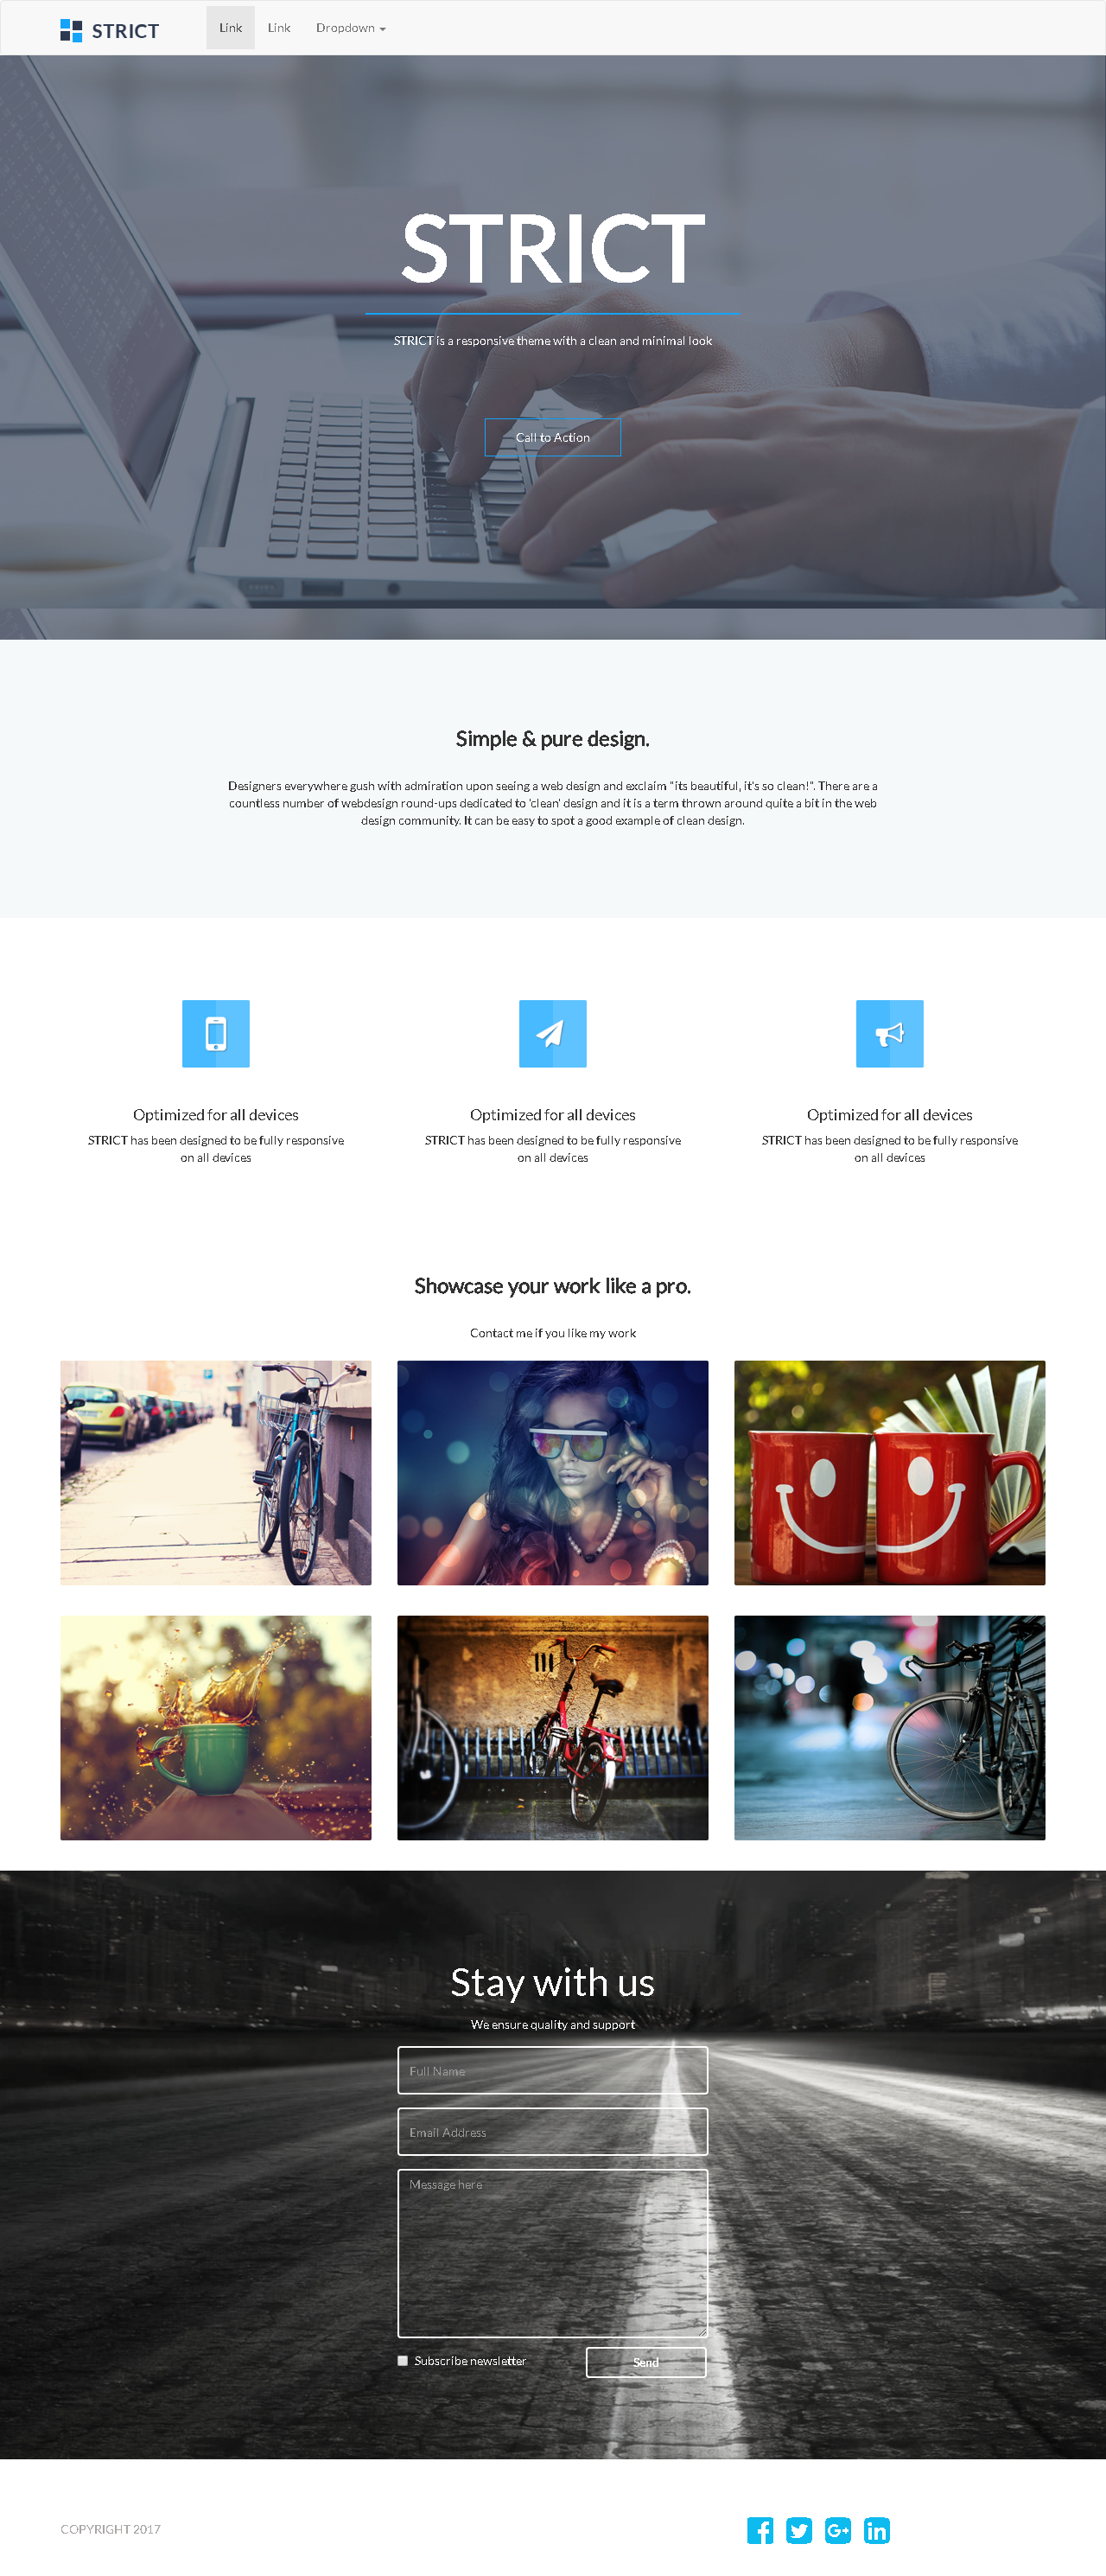 STRICT
Link
Link
Dropdown
STRICT
STRICT is a responsive theme with a clean and minimal look
Call to Action
Simple & pure design.
Designers everywhere gush with admiration upon seeing a web design and exclaim "its beautiful, it's so clean!". There are a
countless number of webdesign round-ups dedicated to 'clean' design and it is a term thrown around quite a bit in the web
design community. It can be easy to spot a good example of clean design.
Optimized for all devices
STRICT has been designed to be fully responsive
on all devices
Optimized for all devices
STRICT has been designed to be fully responsive
on all devices
Optimized for all devices
STRICT has been designed to be fully responsive
on all devices
Showcase your work like a pro.
Contact me if you like my work
Stay with us
We ensure quality and support
Full Name
Email Address
Message here
Subscribe newsletter
Send
COPYRIGHT 2017